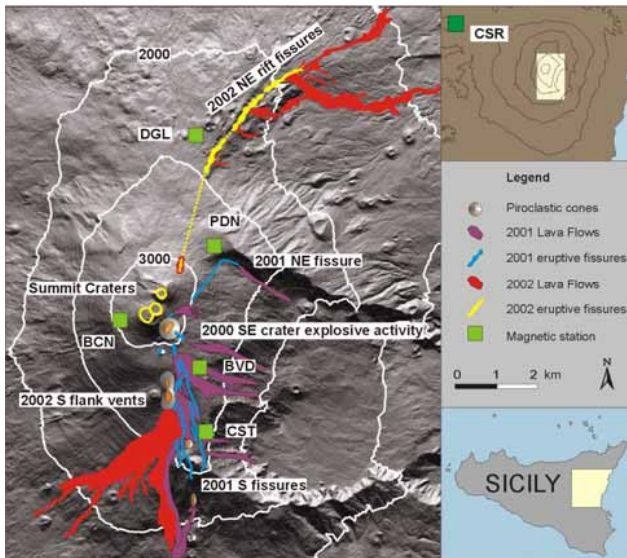 2000
2002 NE rift fissures
DGL
PDN
3000
2001 NE fissure
Summit Craters
BCN
2000 SE crater explosive activity
BVD
2002 S flank vents
CST
2001 S fissures
CSR
Legend
Piroclastic cones
2001 Lava Flows
2001 eruptive fissures
2002 Lava Flows
2002 eruptive fissures
Magnetic station
0 1 2 km
N
SICILY